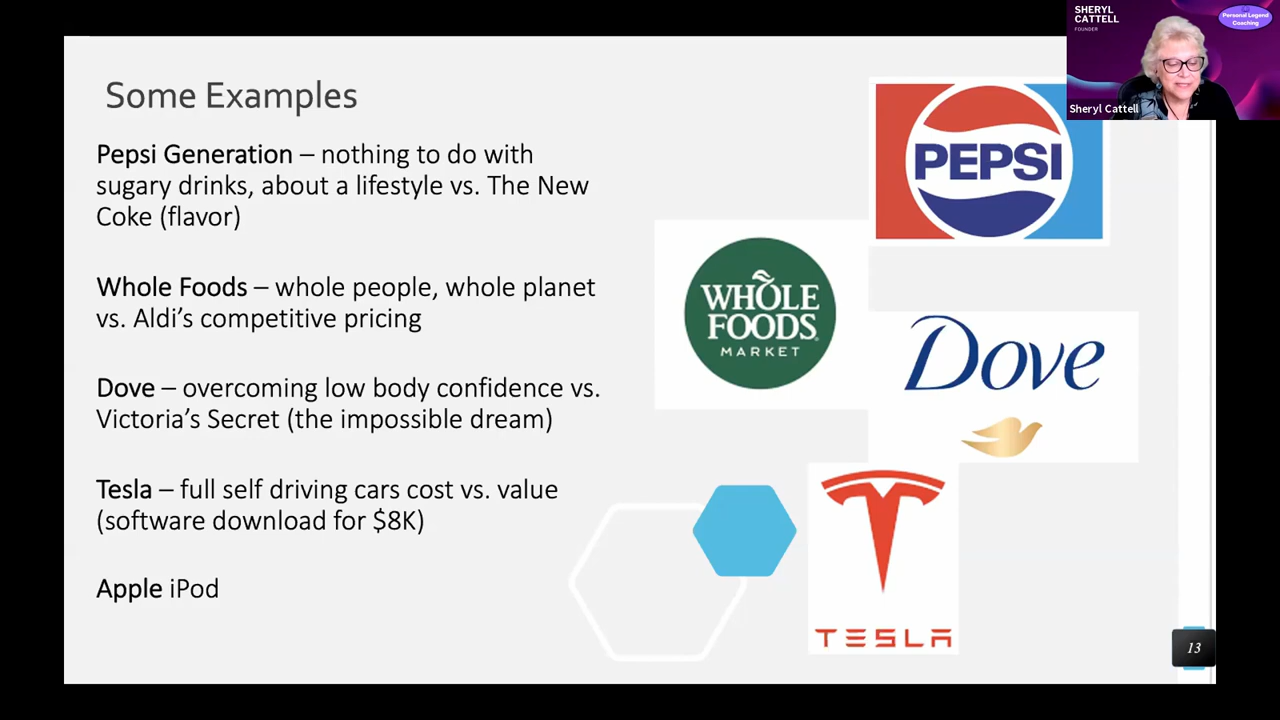 Some Examples
Pepsi Generation – nothing to do with
sugary drinks, about a lifestyle vs. The New
Coke (flavor)
Whole Foods – whole people, whole planet
vs. Aldi’s competitive pricing
Dove – overcoming low body confidence vs.
Victoria’s Secret (the impossible dream)
Tesla – full self driving cars cost vs. value
(software download for $8K)
Apple iPod
PEPSI
WHOLE
FOODS
MARKET
Dove
TESLA
13
SHERYL
CATTELL
FOUNDER
Personal Legend
Coaching
Sheryl Cattell